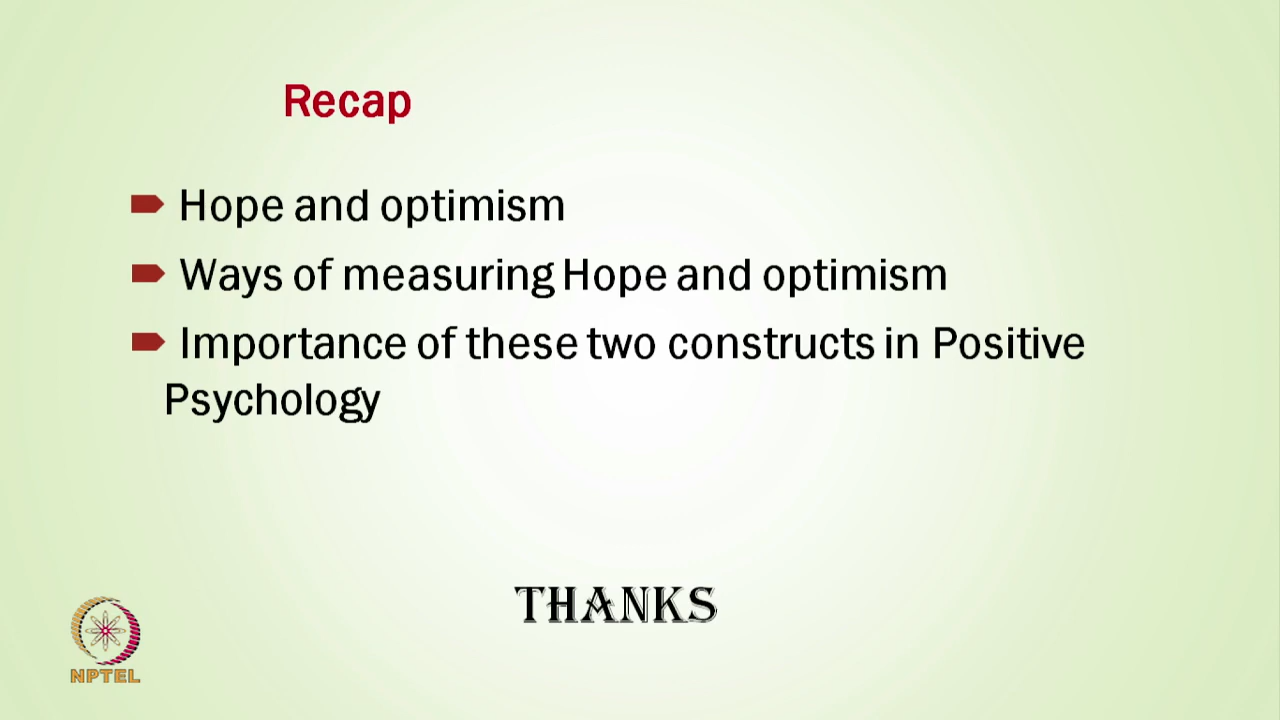 Recap
Hope and optimism
Ways of measuring Hope and optimism
Importance of these two constructs in Positive
Psychology
THANKS
NPTEL